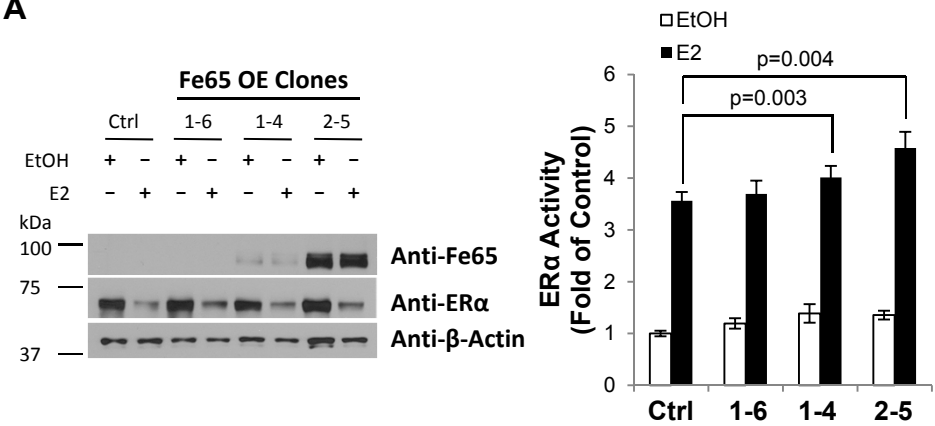 A
Fe65 OE Clones
Ctrl 1-6 1-4 2-5
EtOH + – + – + – + –
E2 – + – + – + – +
kDa
100
75
37
Anti-Fe65
Anti-ERα
Anti-β-Actin
EtOH
E2
p=0.004
p=0.003
ERα Activity
(Fold of Control)
6
5
4
3
2
1
0
Ctrl 1-6 1-4 2-5